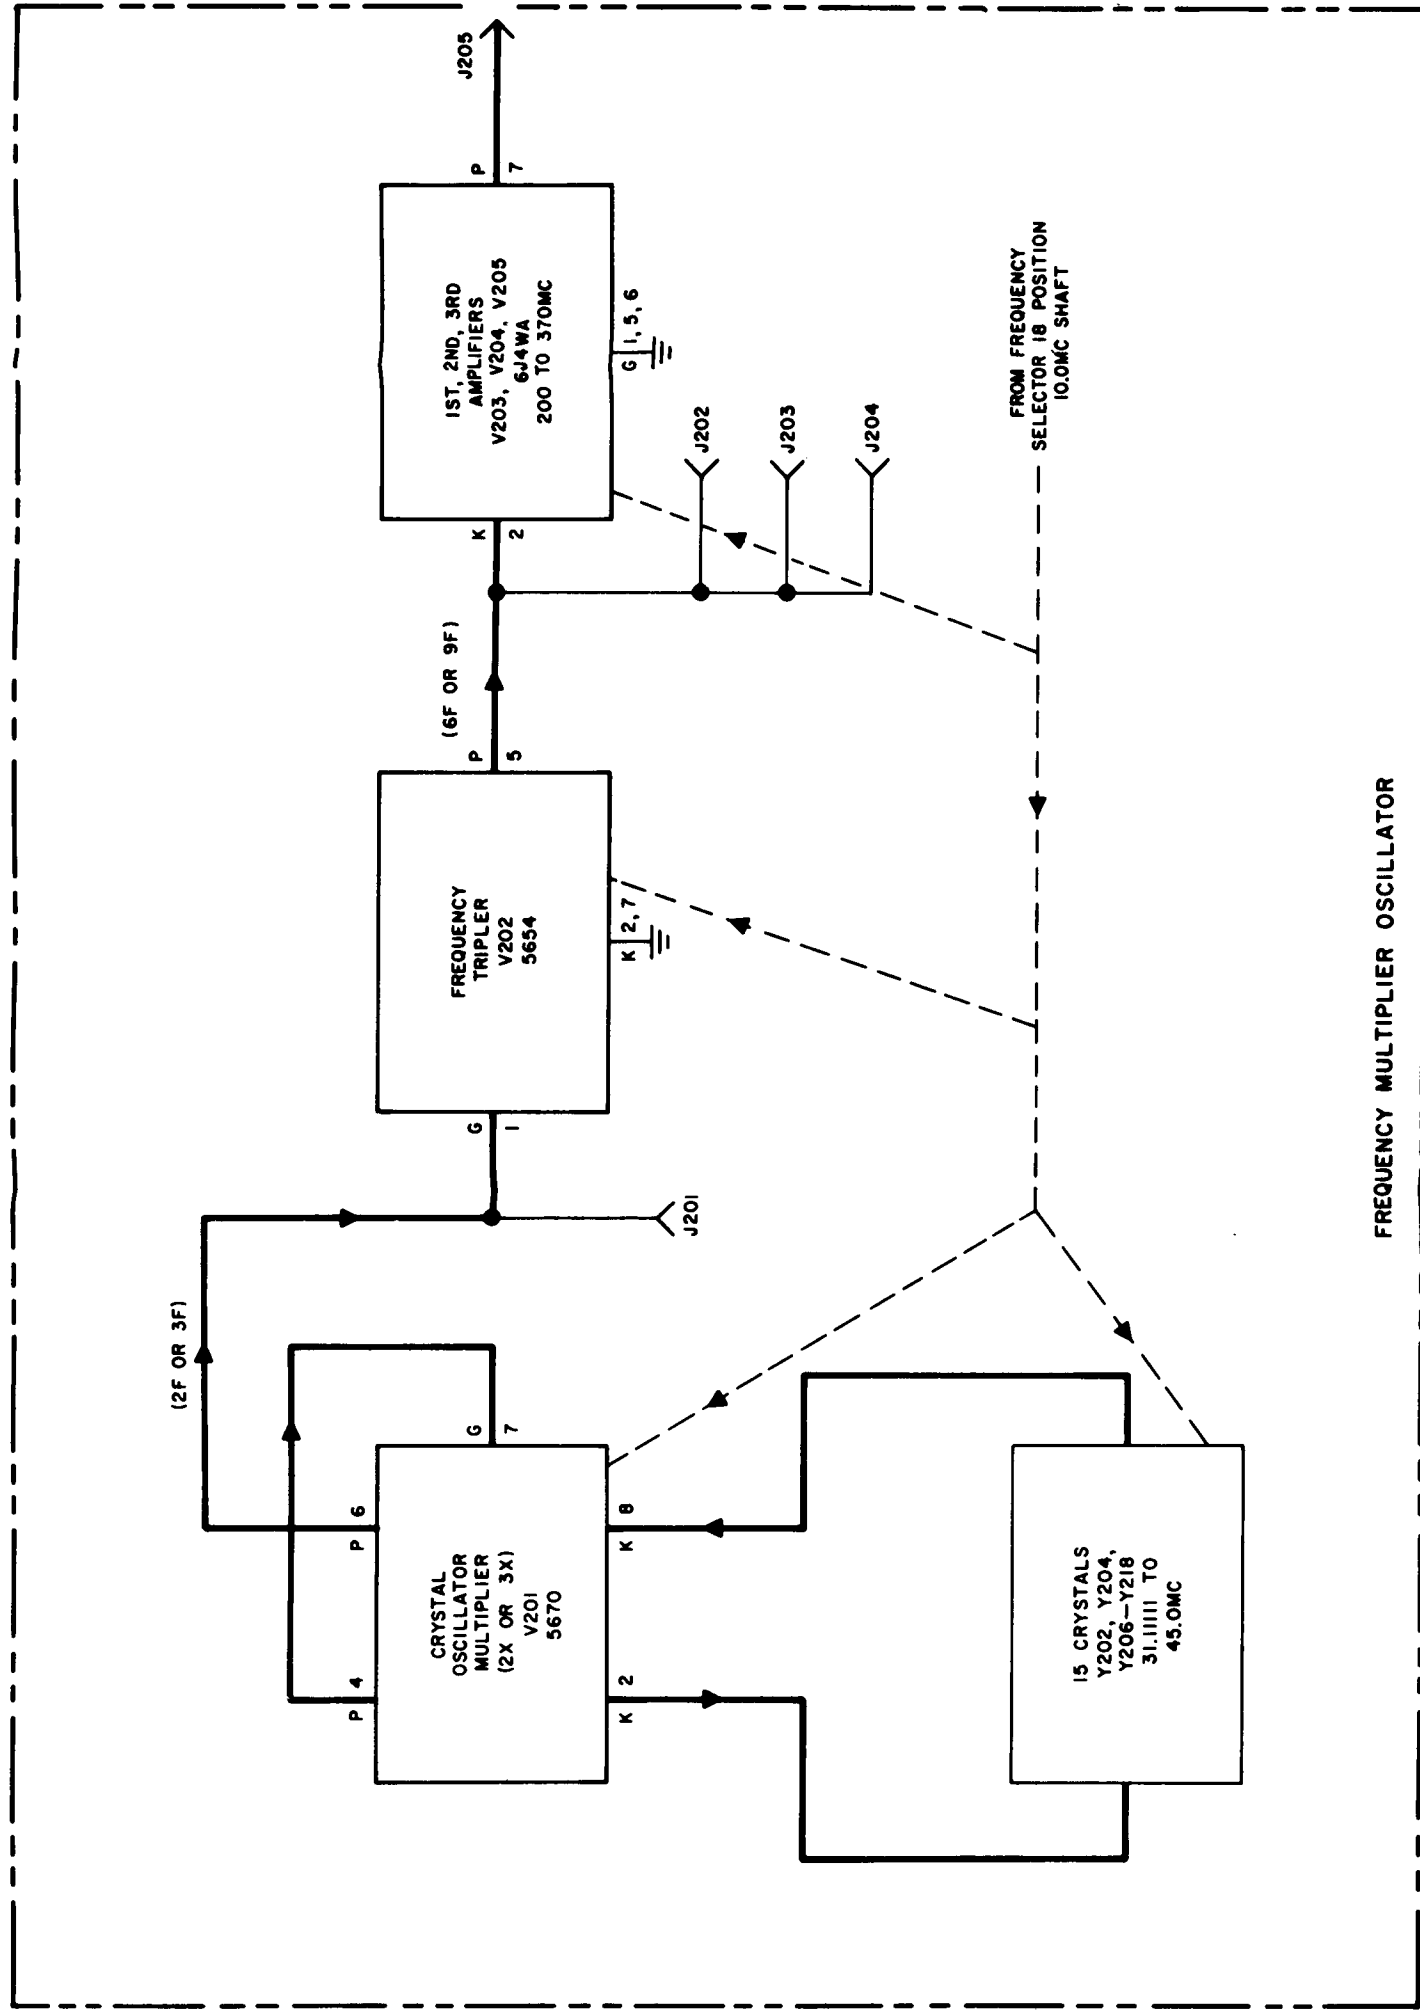 (2F OR 3F)
P 4
P 6
CRYSTAL
OSCILLATOR
MULTIPLIER
(2X OR 3X)
V201
5670
G
7
K 2
K 8
15 CRYSTALS
Y202, Y204,
Y206-Y218
31.11111 TO
45.0MC
J201
G
1
FREQUENCY
TRIPLER
V202
5654
K 2,7
P
5
(6F OR 9F)
K
2
1ST, 2ND, 3RD
AMPLIFIERS
V203, V204, V205
6J4WA
200 TO 370MC
G 1,5,6
P
7
J205
J202
J203
J204
FROM FREQUENCY
SELECTOR 18 POSITION
10.0MC SHAFT
FREQUENCY MULTIPLIER OSCILLATOR